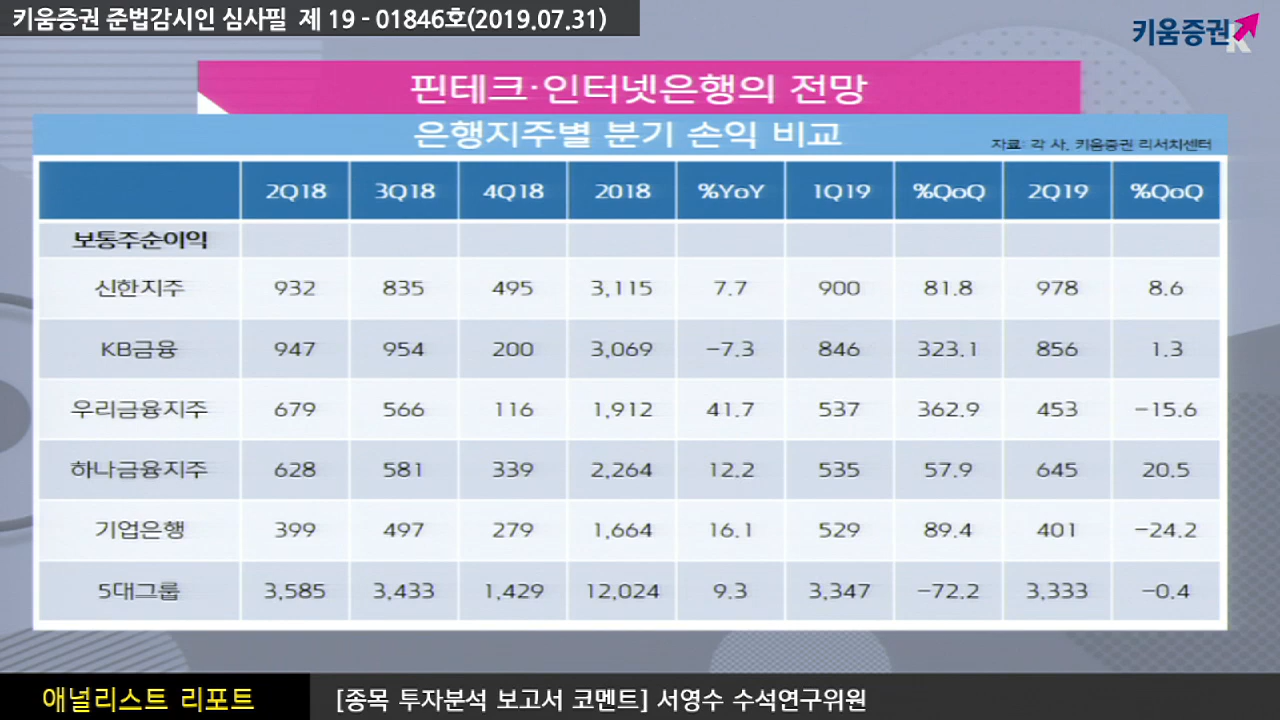 키움증권 준법감시인 심사필 제 19 - 01846호(2019.07.31)
키움증권
핀테크·인터넷은행의 전망
은행지주별 분기 손익 비교
자료: 각 사, 키움증권 리서치센터
2Q18 3Q18 4Q18 2018 %YoY 1Q19 %QoQ 2Q19 %QoQ
보통주순이익
신한지주 932 835 495 3,115 7.7 900 81.8 978 8.6
KB금융 947 954 200 3,069 -7.3 846 323.1 856 1.3
우리금융지주 679 566 116 1,912 41.7 537 362.9 453 -15.6
하나금융지주 628 581 339 2,264 12.2 535 57.9 645 20.5
기업은행 399 497 279 1,664 16.1 529 89.4 401 -24.2
5대그룹 3,585 3,433 1,429 12,024 9.3 3,347 -72.2 3,333 -0.4
애널리스트 리포트 [종목 투자분석 보고서 코멘트] 서영수 수석연구위원